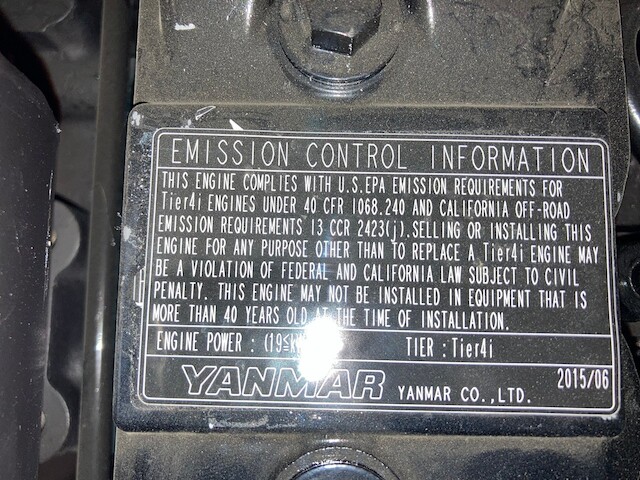 EMISSION CONTROL INFORMATION
THIS ENGINE COMPLIES WITH U.S.EPA EMISSION REQUIREMENTS FOR
Tier4i ENGINES UNDER 40 CFR 1068.240 AND CALIFORNIA OFF-ROAD
EMISSION REQUIREMENTS 13 CCR 2423(j).SELLING OR INSTALLING THIS
ENGINE FOR ANY PURPOSE OTHER THAN TO REPLACE A Tier4i ENGINE MAY
BE A VIOLATION OF FEDERAL AND CALIFORNIA LAW SUBJECT TO CIVIL
PENALTY. THIS ENGINE MAY NOT BE INSTALLED IN EQUIPMENT THAT IS
MORE THAN 40 YEARS OLD AT THE TIME OF INSTALLATION.
ENGINE POWER : (19≤ TIER : Tier4i
YANMAR YANMAR CO.,LTD. 2015/06